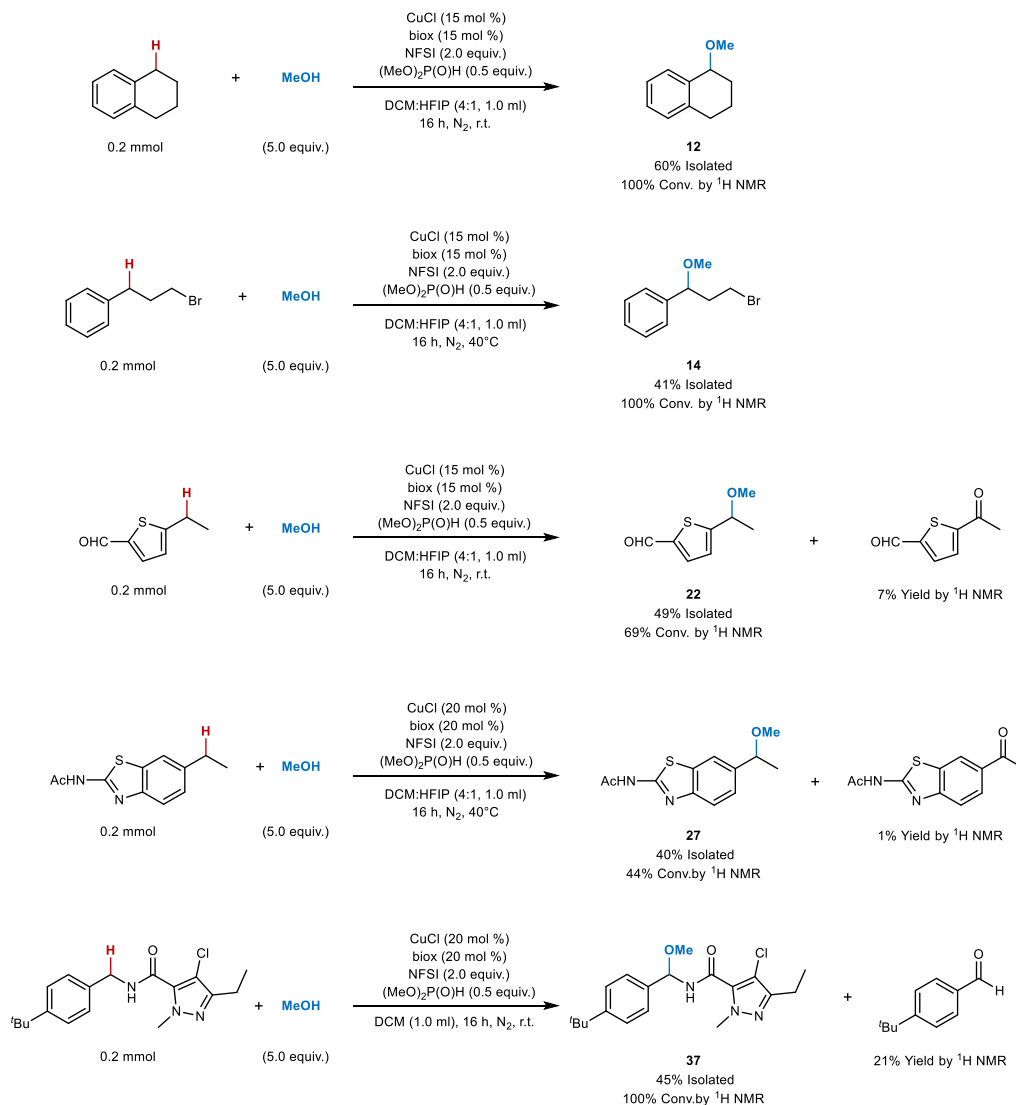 H
+
MeOH
CuCl (15 mol %)
biox (15 mol %)
NFSI (2.0 equiv.)
(MeO)₂P(O)H (0.5 equiv.)
DCM:HFIP (4:1, 1.0 ml)
16 h, N₂, r.t.
OMe
0.2 mmol
(5.0 equiv.)
12
60% Isolated
100% Conv. by ¹H NMR
H
Br
+
MeOH
CuCl (15 mol %)
biox (15 mol %)
NFSI (2.0 equiv.)
(MeO)₂P(O)H (0.5 equiv.)
DCM:HFIP (4:1, 1.0 ml)
16 h, N₂, 40°C
OMe
Br
0.2 mmol
(5.0 equiv.)
14
41% Isolated
100% Conv. by ¹H NMR
H
S
OHC
+
MeOH
CuCl (15 mol %)
biox (15 mol %)
NFSI (2.0 equiv.)
(MeO)₂P(O)H (0.5 equiv.)
DCM:HFIP (4:1, 1.0 ml)
16 h, N₂, r.t.
OMe
S
OHC
+
O
S
OHC
0.2 mmol
(5.0 equiv.)
22
49% Isolated
69% Conv. by ¹H NMR
7% Yield by ¹H NMR
H
S
AcHN
N
+
MeOH
CuCl (20 mol %)
biox (20 mol %)
NFSI (2.0 equiv.)
(MeO)₂P(O)H (0.5 equiv.)
DCM:HFIP (4:1, 1.0 ml)
16 h, N₂, 40°C
OMe
S
AcHN
N
+
O
S
AcHN
N
0.2 mmol
(5.0 equiv.)
27
40% Isolated
44% Conv.by ¹H NMR
1% Yield by ¹H NMR
H
O
Cl
N
H
N
N
ᵗBu
+
MeOH
CuCl (20 mol %)
biox (20 mol %)
NFSI (2.0 equiv.)
(MeO)₂P(O)H (0.5 equiv.)
DCM (1.0 ml), 16 h, N₂, r.t.
OMe
O
Cl
N
H
N
N
ᵗBu
+
O
H
ᵗBu
0.2 mmol
(5.0 equiv.)
37
45% Isolated
100% Conv.by ¹H NMR
21% Yield by ¹H NMR